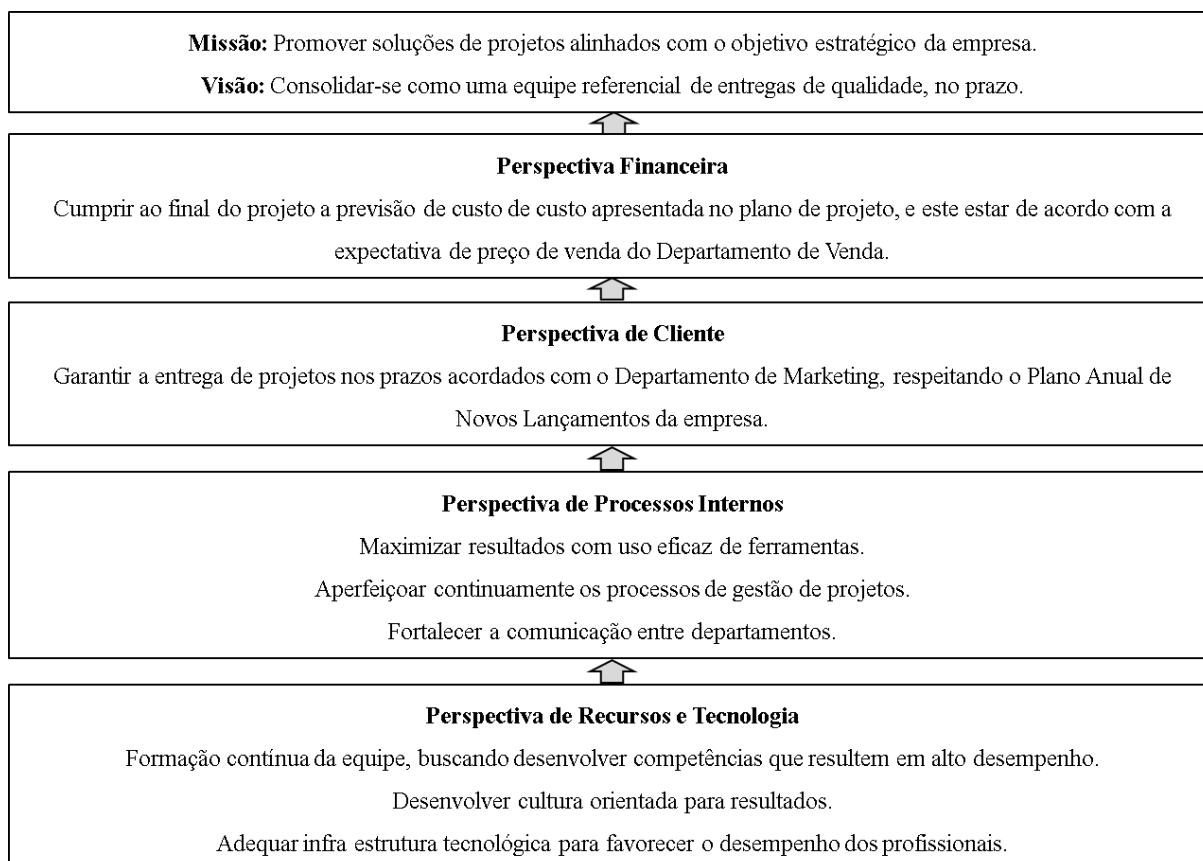 Missão: Promover soluções de projetos alinhados com o objetivo estratégico da empresa.
Visão: Consolidar-se como uma equipe referencial de entregas de qualidade, no prazo.
Perspectiva Financeira
Cumprir ao final do projeto a previsão de custo de custo apresentada no plano de projeto, e este estar de acordo com a
expectativa de preço de venda do Departamento de Venda.
Perspectiva de Cliente
Garantir a entrega de projetos nos prazos acordados com o Departamento de Marketing, respeitando o Plano Anual de
Novos Lançamentos da empresa.
Perspectiva de Processos Internos
Maximizar resultados com uso eficaz de ferramentas.
Aperfeiçoar continuamente os processos de gestão de projetos.
Fortalecer a comunicação entre departamentos.
Perspectiva de Recursos e Tecnologia
Formação contínua da equipe, buscando desenvolver competências que resultem em alto desempenho.
Desenvolver cultura orientada para resultados.
Adequar infra estrutura tecnológica para favorecer o desempenho dos profissionais.